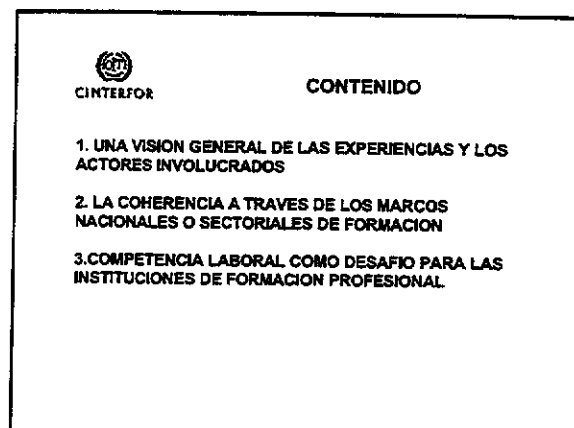 oit
CINTERFOR
CONTENIDO
1. UNA VISION GENERAL DE LAS EXPERIENCIAS Y LOS
ACTORES INVOLUCRADOS
2. LA COHERENCIA A TRAVES DE LOS MARCOS
NACIONALES O SECTORIALES DE FORMACION
3.COMPETENCIA LABORAL COMO DESAFIO PARA LAS
INSTITUCIONES DE FORMACION PROFESIONAL